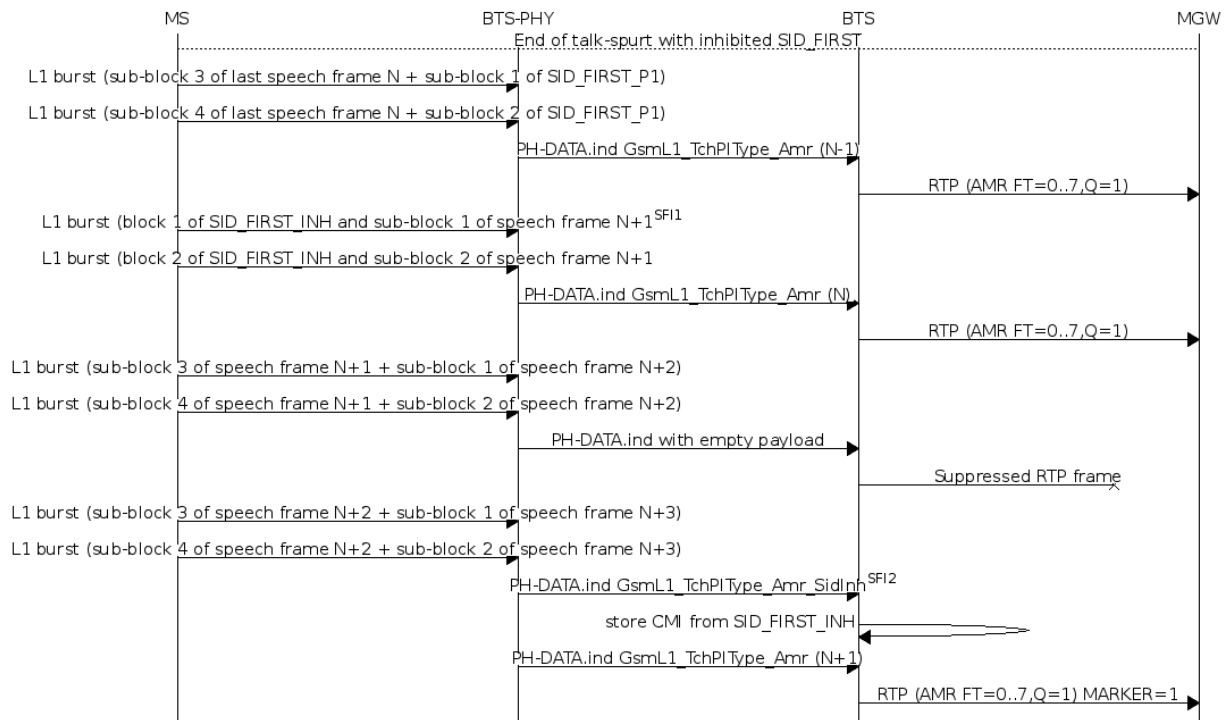 MS BTS-PHY BTS MGW
End of talk-spurt with inhibited SID_FIRST
L1 burst (sub-block 3 of last speech frame N + sub-block 1 of SID_FIRST_P1)
L1 burst (sub-block 4 of last speech frame N + sub-block 2 of SID_FIRST_P1)
PH-DATA.ind GsmL1_TchPlType_Amr (N-1)
RTP (AMR FT=0..7,Q=1)
L1 burst (block 1 of SID_FIRST_INH and sub-block 1 of speech frame N+1 SFI1
L1 burst (block 2 of SID_FIRST_INH and sub-block 2 of speech frame N+1
PH-DATA.ind GsmL1_TchPlType_Amr (N)
RTP (AMR FT=0..7,Q=1)
L1 burst (sub-block 3 of speech frame N+1 + sub-block 1 of speech frame N+2)
L1 burst (sub-block 4 of speech frame N+1 + sub-block 2 of speech frame N+2)
PH-DATA.ind with empty payload
Suppressed RTP frame
L1 burst (sub-block 3 of speech frame N+2 + sub-block 1 of speech frame N+3)
L1 burst (sub-block 4 of speech frame N+2 + sub-block 2 of speech frame N+3)
PH-DATA.ind GsmL1_TchPlType_Amr_SidInh SFI2
store CMI from SID_FIRST_INH
PH-DATA.ind GsmL1_TchPlType_Amr (N+1)
RTP (AMR FT=0..7,Q=1) MARKER=1